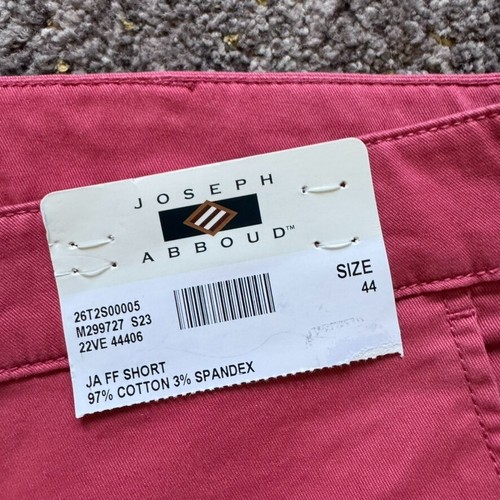 JOSEPH
ABBOUD™
26T2S00005
M299727 S23
22VE 44406
SIZE
44
JA FF SHORT
97% COTTON 3% SPANDEX